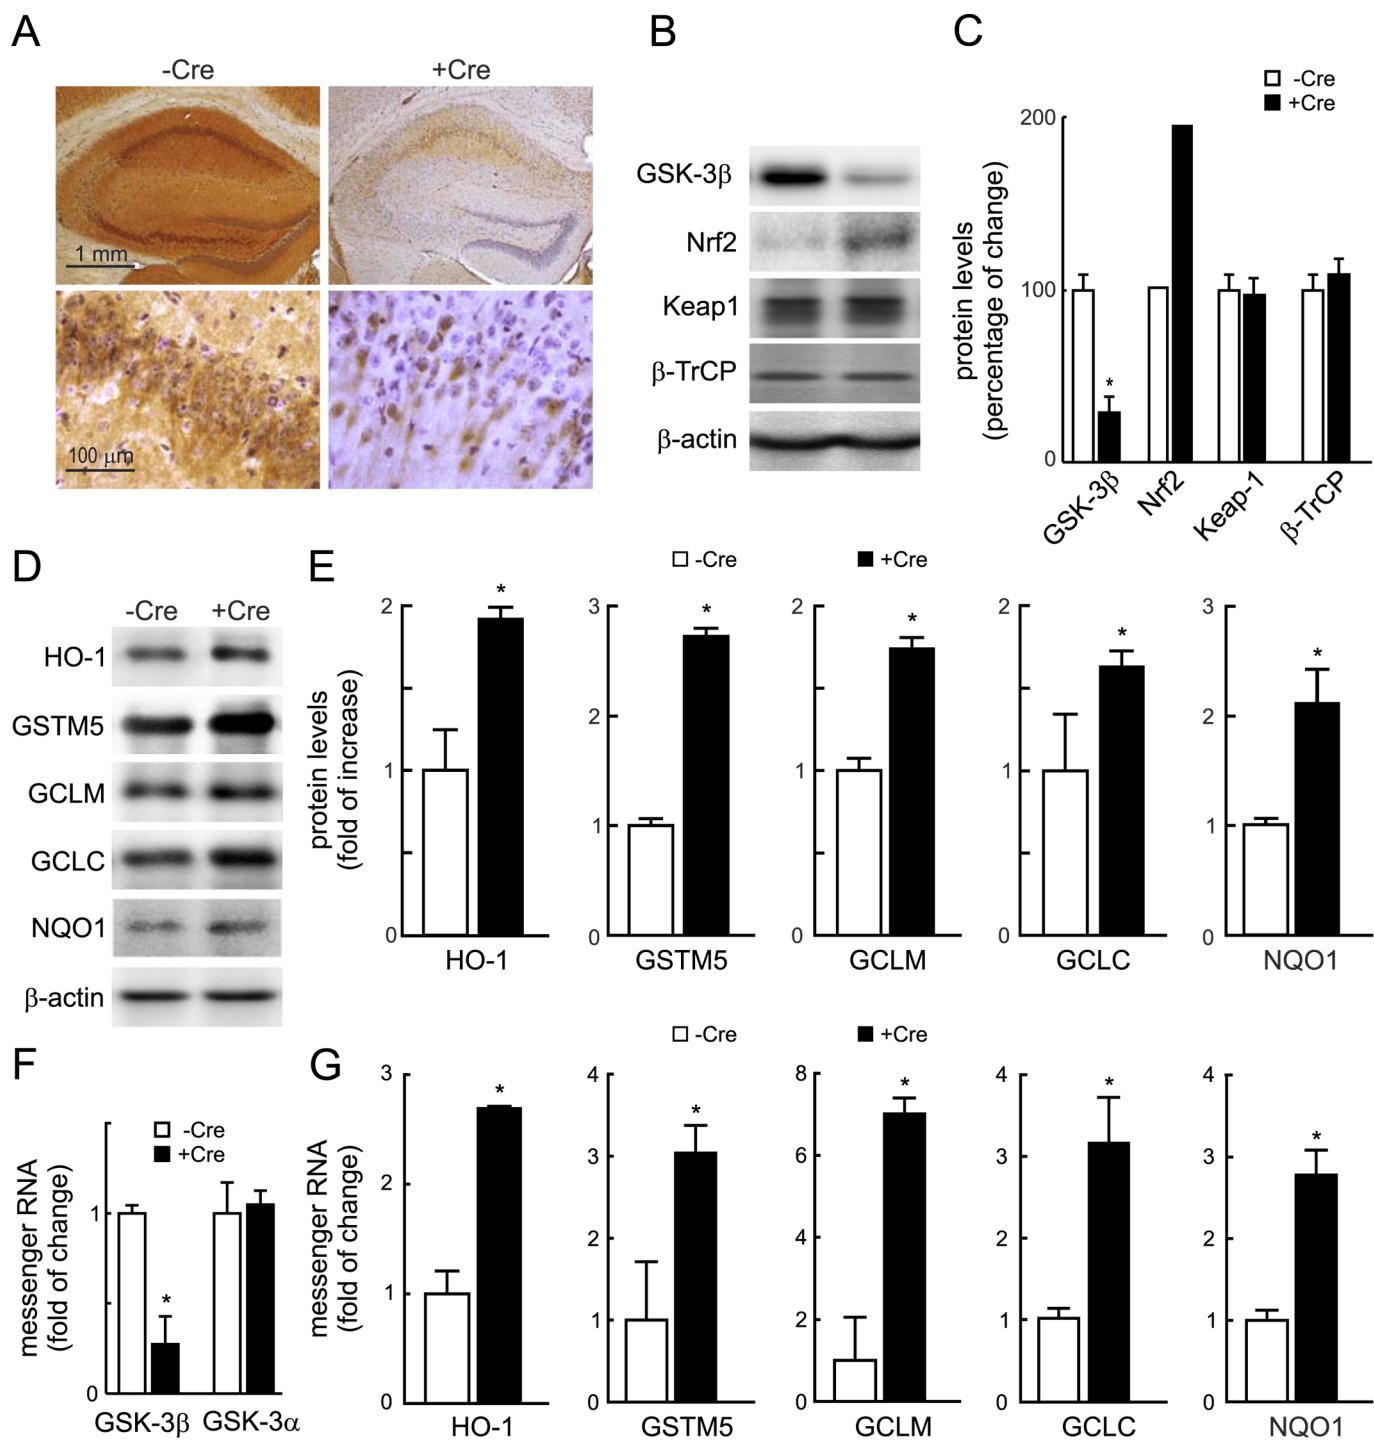 A
-Cre
+Cre
1 mm
100 µm
B
GSK-3β
Nrf2
Keap1
β-TrCP
β-actin
C
-Cre
+Cre
protein levels
(percentage of change)
200
100
0
*
GSK-3β
Nrf2
Keap-1
β-TrCP
D
-Cre
+Cre
HO-1
GSTM5
GCLM
GCLC
NQO1
β-actin
E
-Cre
+Cre
protein levels
(fold of increase)
2
1
0
*
HO-1
3
2
1
0
*
GSTM5
2
1
0
*
GCLM
2
1
0
*
GCLC
3
2
1
0
*
NQO1
F
-Cre
+Cre
messenger RNA
(fold of change)
1
0
*
GSK-3β
GSK-3α
G
-Cre
+Cre
messenger RNA
(fold of change)
3
2
1
0
*
HO-1
4
3
2
1
0
*
GSTM5
8
6
4
2
0
*
GCLM
4
3
2
1
0
*
GCLC
4
3
2
1
0
*
NQO1